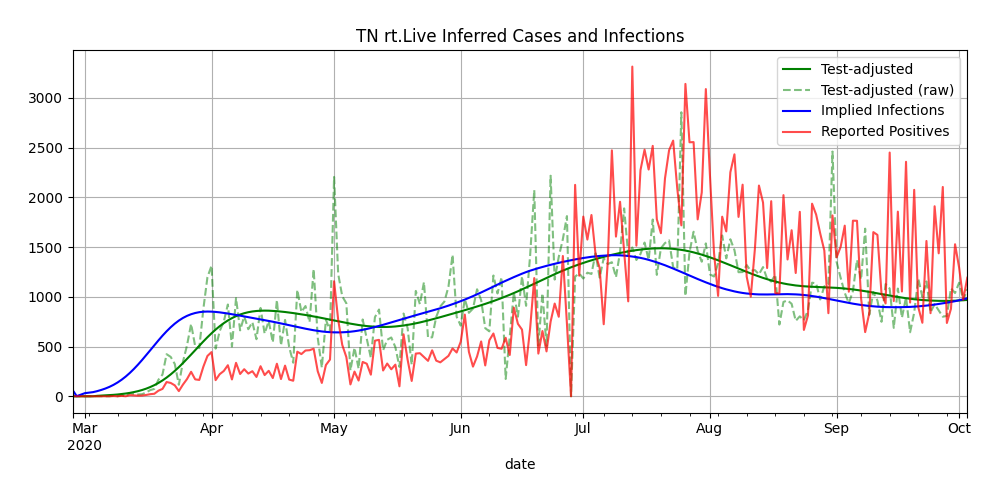 TN rt.Live Inferred Cases and Infections
Test-adjusted
Test-adjusted (raw)
Implied Infections
Reported Positives
3000
2500
2000
1500
1000
500
0
Mar Apr May Jun Jul Aug Sep Oct
2020
date